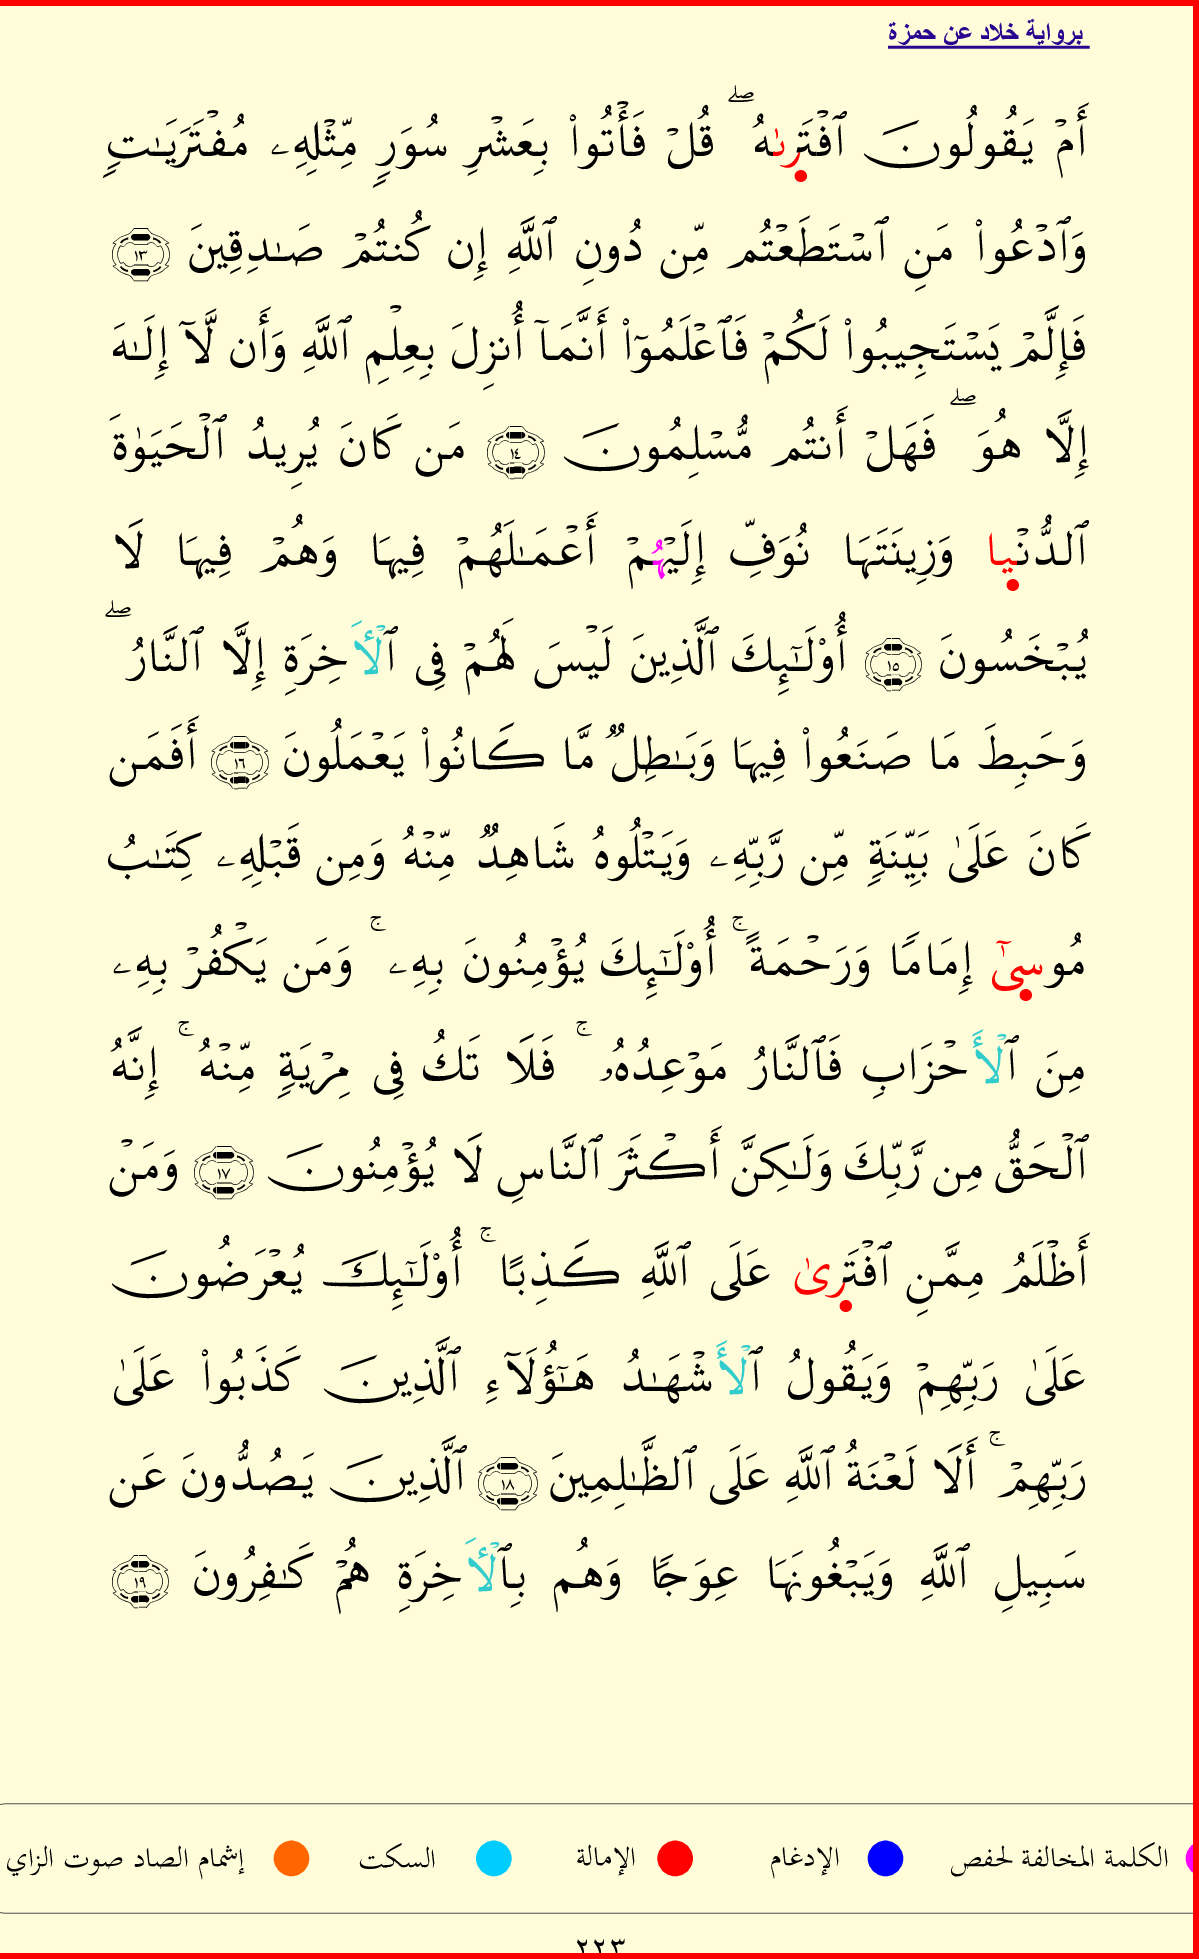 برواية خلاد عن حمزة
أَمۡ يَقُولُونَ ٱفۡتَرىٰهُۖ قُلۡ فَأۡتُواْ بِعَشۡرِ سُوَرٖ مِّثۡلِهِۦ مُفۡتَرَيَٰتٖ
وَٱدۡعُواْ مَنِ ٱسۡتَطَعۡتُم مِّن دُونِ ٱللَّهِ إِن كُنتُمۡ صَٰدِقِينَ ١٣
فَإِلَّمۡ يَسۡتَجِيبُواْ لَكُمۡ فَٱعۡلَمُوٓاْ أَنَّمَآ أُنزِلَ بِعِلۡمِ ٱللَّهِ وَأَن لَّآ إِلَٰهَ
إِلَّا هُوَۖ فَهَلۡ أَنتُم مُّسۡلِمُونَ ١٤ مَن كَانَ يُرِيدُ ٱلۡحَيَوٰةَ
ٱلدُّنۡيا وَزِينَتَهَا نُوَفِّ إِلَيۡهُمۡ أَعۡمَٰلَهُمۡ فِيهَا وَهُمۡ فِيهَا لَا
يُبۡخَسُونَ ١٥ أُوْلَٰٓئِكَ ٱلَّذِينَ لَيۡسَ لَهُمۡ فِي ٱلۡأٓخِرَةِ إِلَّا ٱلنَّارُۖ
وَحَبِطَ مَا صَنَعُواْ فِيهَا وَبَٰطِلٞ مَّا كَانُواْ يَعۡمَلُونَ ١٦ أَفَمَن
كَانَ عَلَىٰ بَيِّنَةٖ مِّن رَّبِّهِۦ وَيَتۡلُوهُ شَاهِدٞ مِّنۡهُ وَمِن قَبۡلِهِۦ كِتَٰبُ
مُوسىٰٓ إِمَامٗا وَرَحۡمَةًۚ أُوْلَٰٓئِكَ يُؤۡمِنُونَ بِهِۦۚ وَمَن يَكۡفُرۡ بِهِۦ
مِنَ ٱلۡأَحۡزَابِ فَٱلنَّارُ مَوۡعِدُهُۥۚ فَلَا تَكُ فِي مِرۡيَةٖ مِّنۡهُۚ إِنَّهُ
ٱلۡحَقُّ مِن رَّبِّكَ وَلَٰكِنَّ أَكۡثَرَ ٱلنَّاسِ لَا يُؤۡمِنُونَ ١٧ وَمَنۡ
أَظۡلَمُ مِمَّنِ ٱفۡتَرىٰ عَلَى ٱللَّهِ كَذِبًاۚ أُوْلَٰٓئِكَ يُعۡرَضُونَ
عَلَىٰ رَبِّهِمۡ وَيَقُولُ ٱلۡأَشۡهَٰدُ هَٰٓؤُلَآءِ ٱلَّذِينَ كَذَبُواْ عَلَىٰ
رَبِّهِمۡۚ أَلَا لَعۡنَةُ ٱللَّهِ عَلَى ٱلظَّٰلِمِينَ ١٨ ٱلَّذِينَ يَصُدُّونَ عَن
سَبِيلِ ٱللَّهِ وَيَبۡغُونَهَا عِوَجٗا وَهُم بِٱلۡأٓخِرَةِ هُمۡ كَٰفِرُونَ ١٩
الكلمة المخالفة لحفص الإدغام الإمالة السكت إشمام الصاد صوت الزاي
٢٢٣